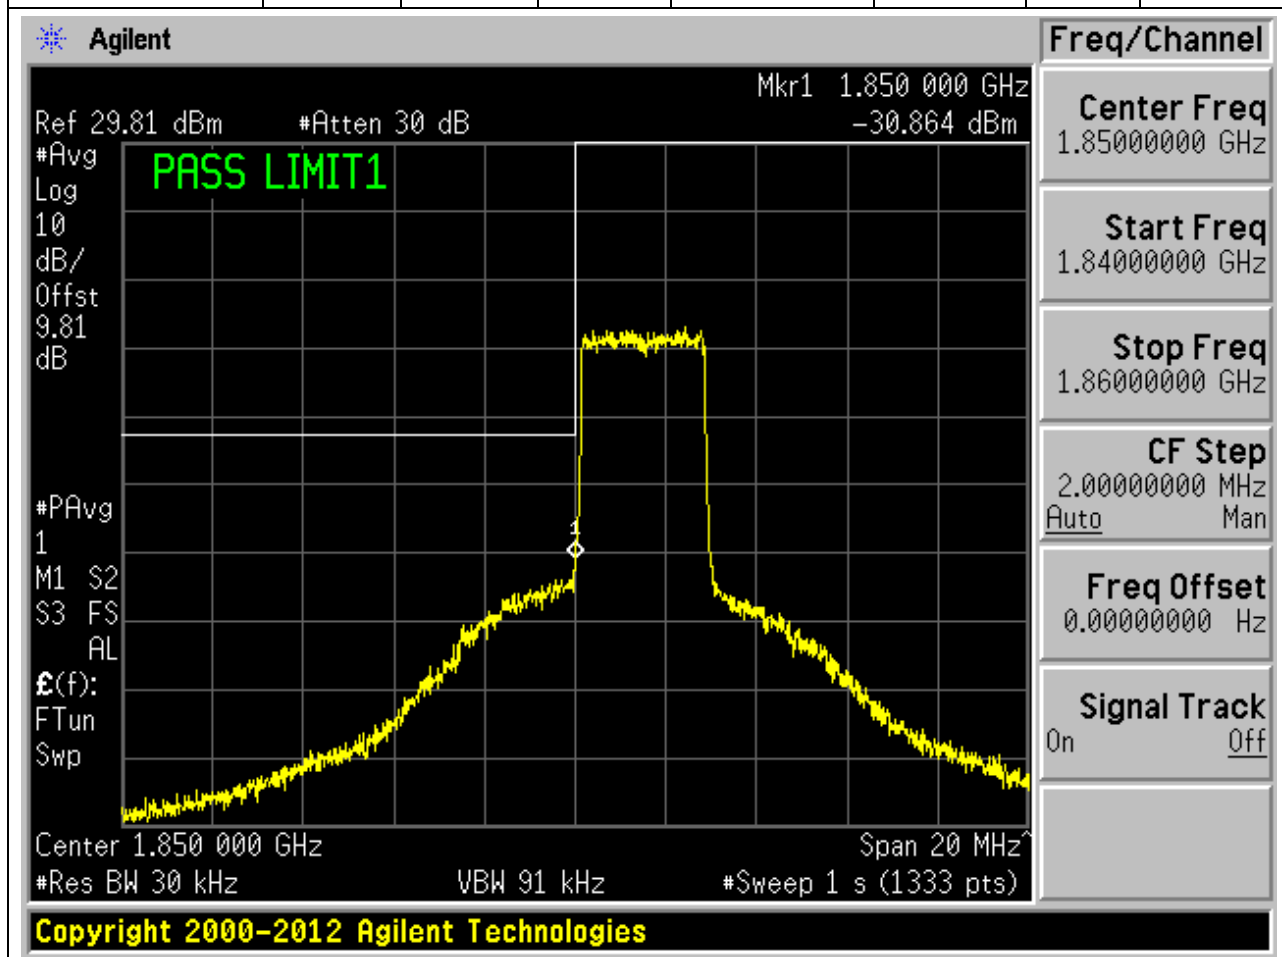 Agilent
Freq/Channel
Mkr1 1.850 000 GHz
Ref 29.81 dBm #Atten 30 dB -30.864 dBm
#Avg
Log
10
dB/
Offst
9.81
dB
PASS LIMIT1
1
#PAvg
1
M1 S2
S3 FS
AL
£(f):
FTun
Swp
Center 1.850 000 GHz Span 20 MHz^
#Res BW 30 kHz VBW 91 kHz #Sweep 1 s (1333 pts)
Copyright 2000-2012 Agilent Technologies
Center Freq
1.85000000 GHz
Start Freq
1.84000000 GHz
Stop Freq
1.86000000 GHz
CF Step
2.00000000 MHz
Auto Man
Freq Offset
0.00000000 Hz
Signal Track
On Off